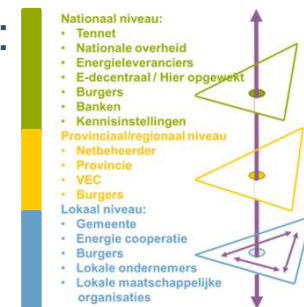 Nationaal niveau:
• Tennet
• Nationale overheid
• Energieleveranciers
• E-decentraal / Hier opgewekt
• Burgers
• Banken
• Kennisinstellingen
Provinciaal/regionaal niveau
• Netbeheerder
• Provincie
• VEC
• Burgers
Lokaal niveau:
• Gemeente
• Energie cooperatie
• Burgers
• Lokale ondernemers
• Lokale maatschappelijke
organisaties